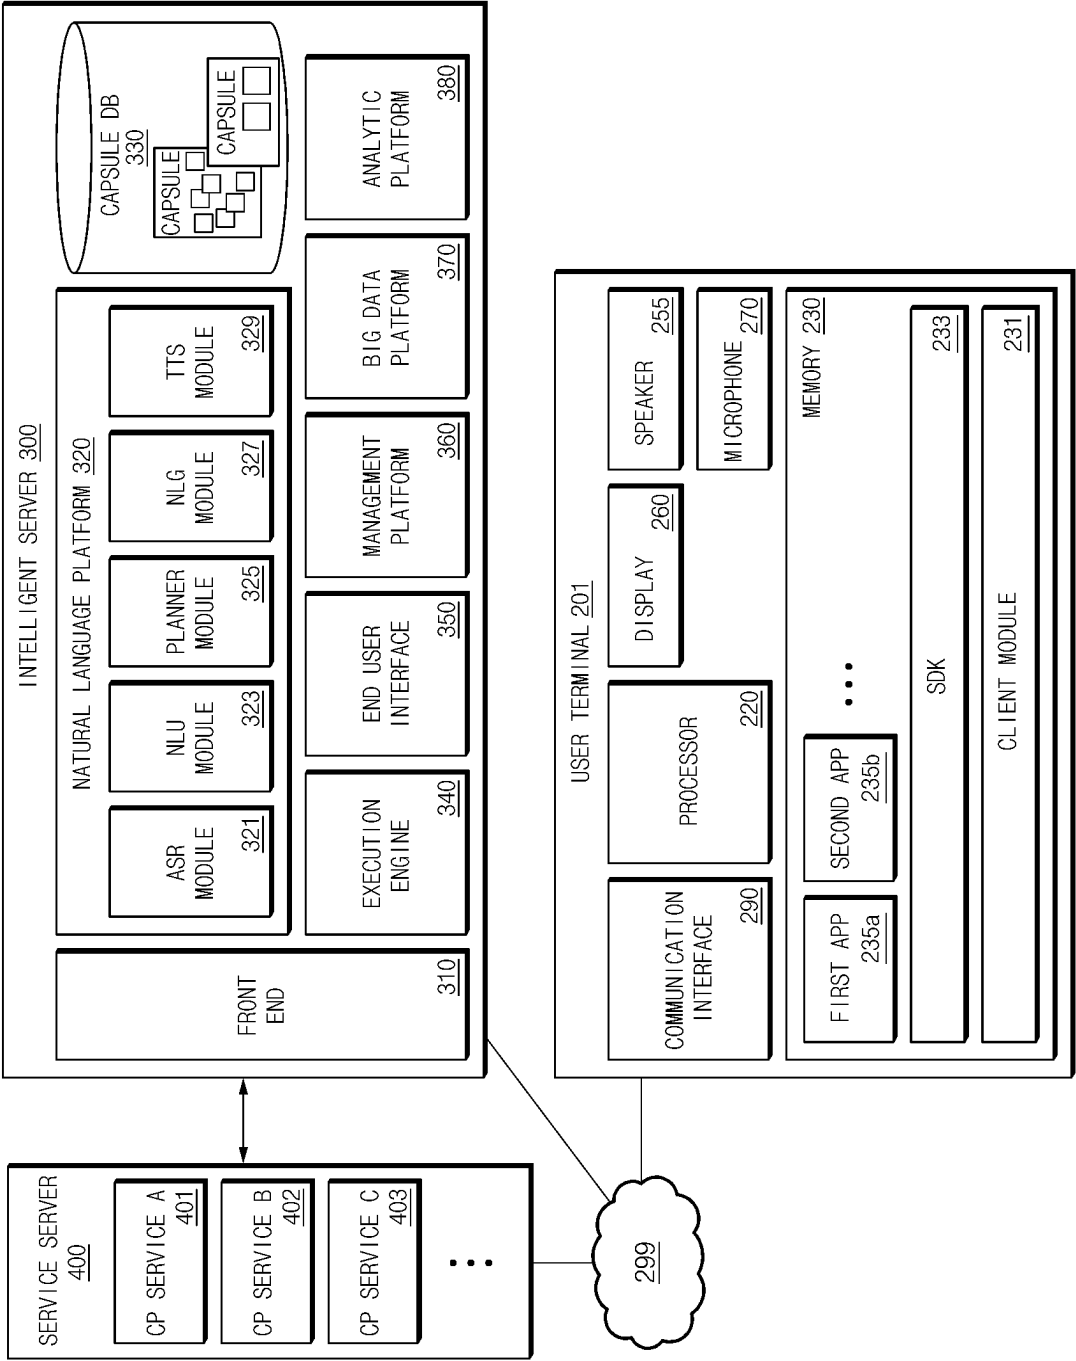 INTELLIGENT SERVER 300
FRONT
END
310
NATURAL LANGUAGE PLATFORM 320
ASR
MODULE
321
NLU
MODULE
323
PLANNER
MODULE
325
NLG
MODULE
327
TTS
MODULE
329
CAPSULE DB
330
CAPSULE
CAPSULE
EXECUTION
ENGINE
340
END USER
INTERFACE
350
MANAGEMENT
PLATFORM
360
BIG DATA
PLATFORM
370
ANALYTIC
PLATFORM
380
SERVICE SERVER
400
CP SERVICE A
401
CP SERVICE B
402
CP SERVICE C
403
•••
299
USER TERMINAL 201
COMMUNICATION
INTERFACE
290
PROCESSOR
220
DISPLAY
260
SPEAKER
255
MICROPHONE
270
MEMORY 230
FIRST APP
235a
SECOND APP
235b
•••
SDK
233
CLIENT MODULE
231